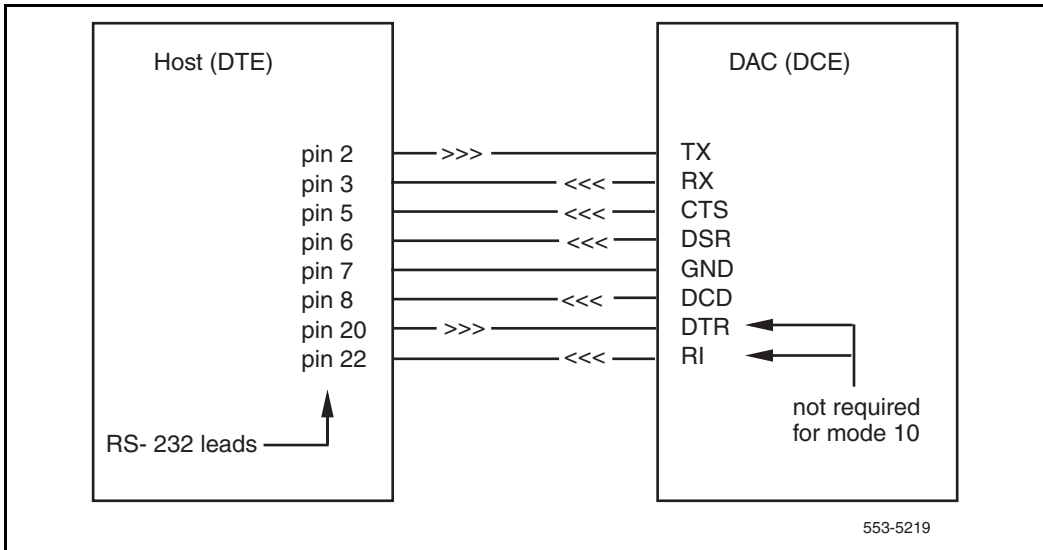 Host (DTE)
DAC (DCE)
pin 2 >>> TX
pin 3 <<< RX
pin 5 <<< CTS
pin 6 <<< DSR
pin 7 GND
pin 8 <<< DCD
pin 20 >>> DTR
pin 22 <<< RI
RS- 232 leads
not required
for mode 10
553-5219